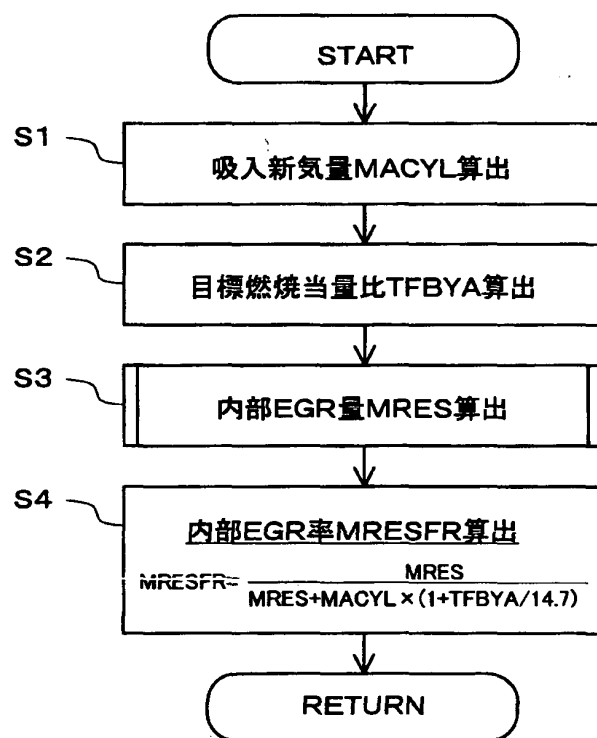 START
S1
吸入新気量MACYL算出
S2
目標燃焼当量比TFBYA算出
S3
内部EGR量MRES算出
S4
内部EGR率MRESFR算出
MRESFR= MRES
MRES+MACYL×(1+TFBYA/14.7)
RETURN